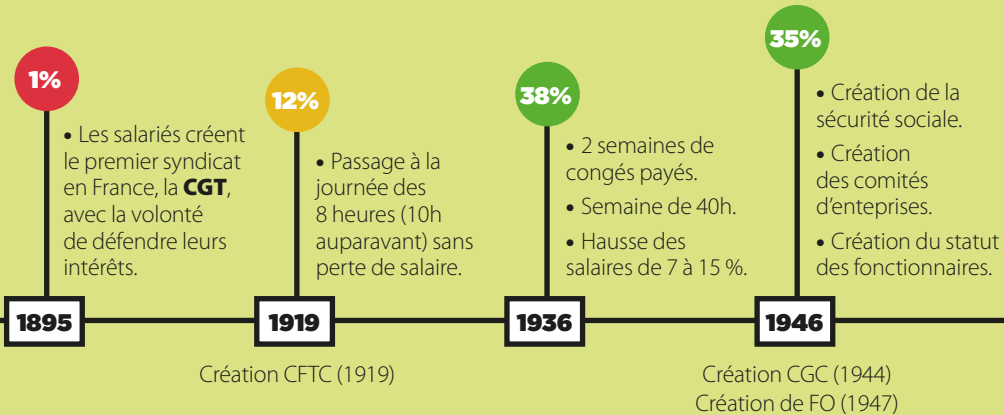 1%
• Les salariés créent
le premier syndicat
en France, la CGT,
avec la volonté
de défendre leurs
intérêts.
1895
12%
• Passage à la
journée des
8 heures (10h
auparavant) sans
perte de salaire.
1919
Création CFTC (1919)
38%
• 2 semaines de
congés payés.
• Semaine de 40h.
• Hausse des
salaires de 7 à 15 %.
1936
35%
• Création de la
sécurité sociale.
• Création
des comités
d’enteprises.
• Création du statut
des fonctionnaires.
1946
Création CGC (1944)
Création de FO (1947)